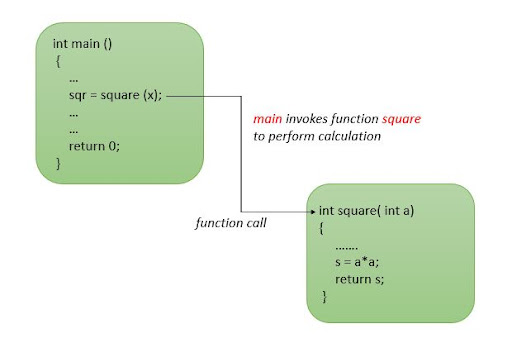 int main ()
{
...
sqr = square (x);
...
...
return 0;
}
main invokes function square
to perform calculation
function call
int square( int a)
{
.......
s = a*a;
return s;
}